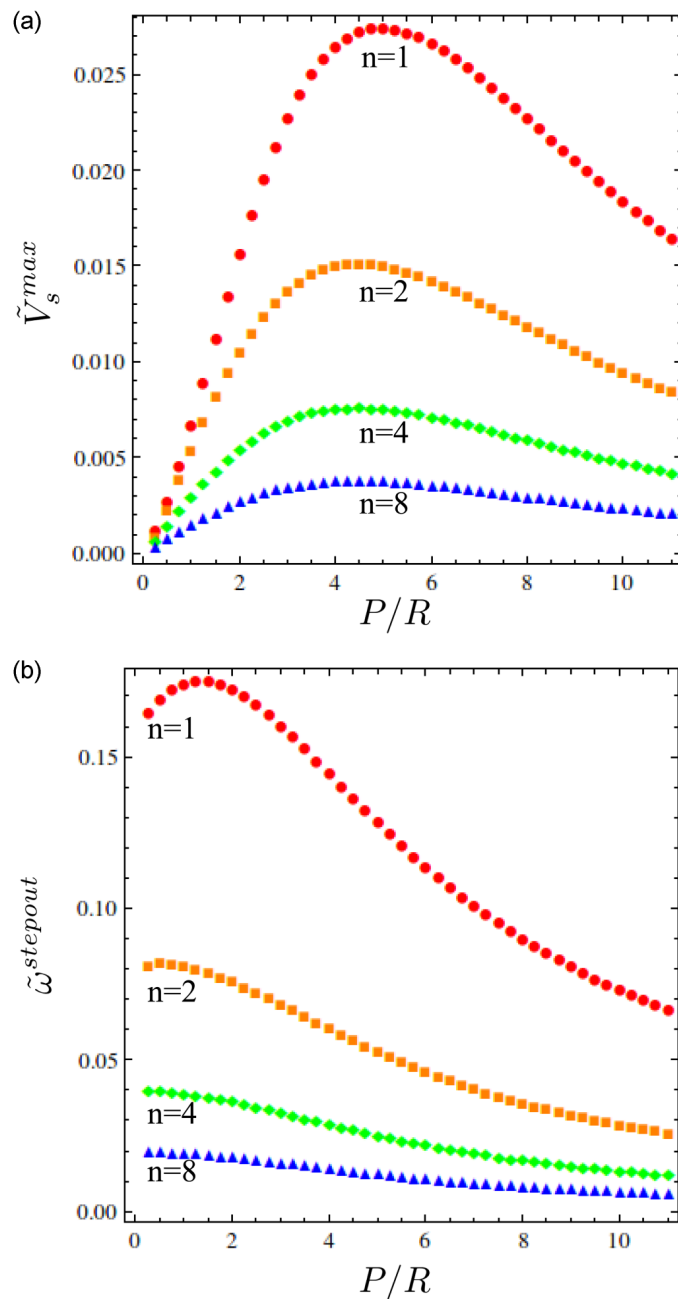 (a)
0.025
n=1
0.020
Ṽ_s^{max}
0.015
n=2
0.010
n=4
0.005
n=8
0.000
0 2 4 6 8 10
P/R
(b)
n=1
0.15
ω̃^{stepout}
0.10
n=2
0.05
n=4
n=8
0.00
0 2 4 6 8 10
P/R